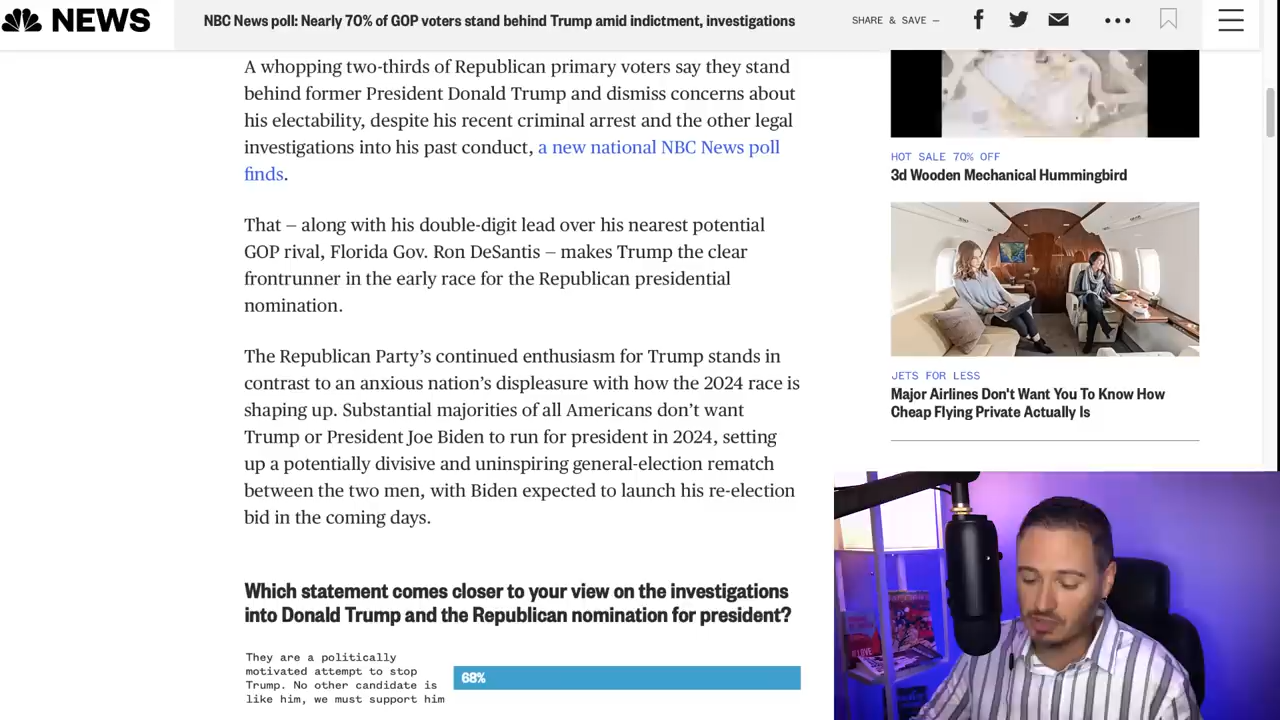 NEWS
NBC News poll: Nearly 70% of GOP voters stand behind Trump amid indictment, investigations
SHARE & SAVE —
A whopping two-thirds of Republican primary voters say they stand
behind former President Donald Trump and dismiss concerns about
his electability, despite his recent criminal arrest and the other legal
investigations into his past conduct, a new national NBC News poll
finds.
That — along with his double-digit lead over his nearest potential
GOP rival, Florida Gov. Ron DeSantis — makes Trump the clear
frontrunner in the early race for the Republican presidential
nomination.
The Republican Party's continued enthusiasm for Trump stands in
contrast to an anxious nation's displeasure with how the 2024 race is
shaping up. Substantial majorities of all Americans don't want
Trump or President Joe Biden to run for president in 2024, setting
up a potentially divisive and uninspiring general-election rematch
between the two men, with Biden expected to launch his re-election
bid in the coming days.
Which statement comes closer to your view on the investigations
into Donald Trump and the Republican nomination for president?
They are a politically
motivated attempt to stop
Trump. No other candidate is
like him, we must support him
68%
HOT SALE 70% OFF
3d Wooden Mechanical Hummingbird
JETS FOR LESS
Major Airlines Don't Want You To Know How
Cheap Flying Private Actually Is